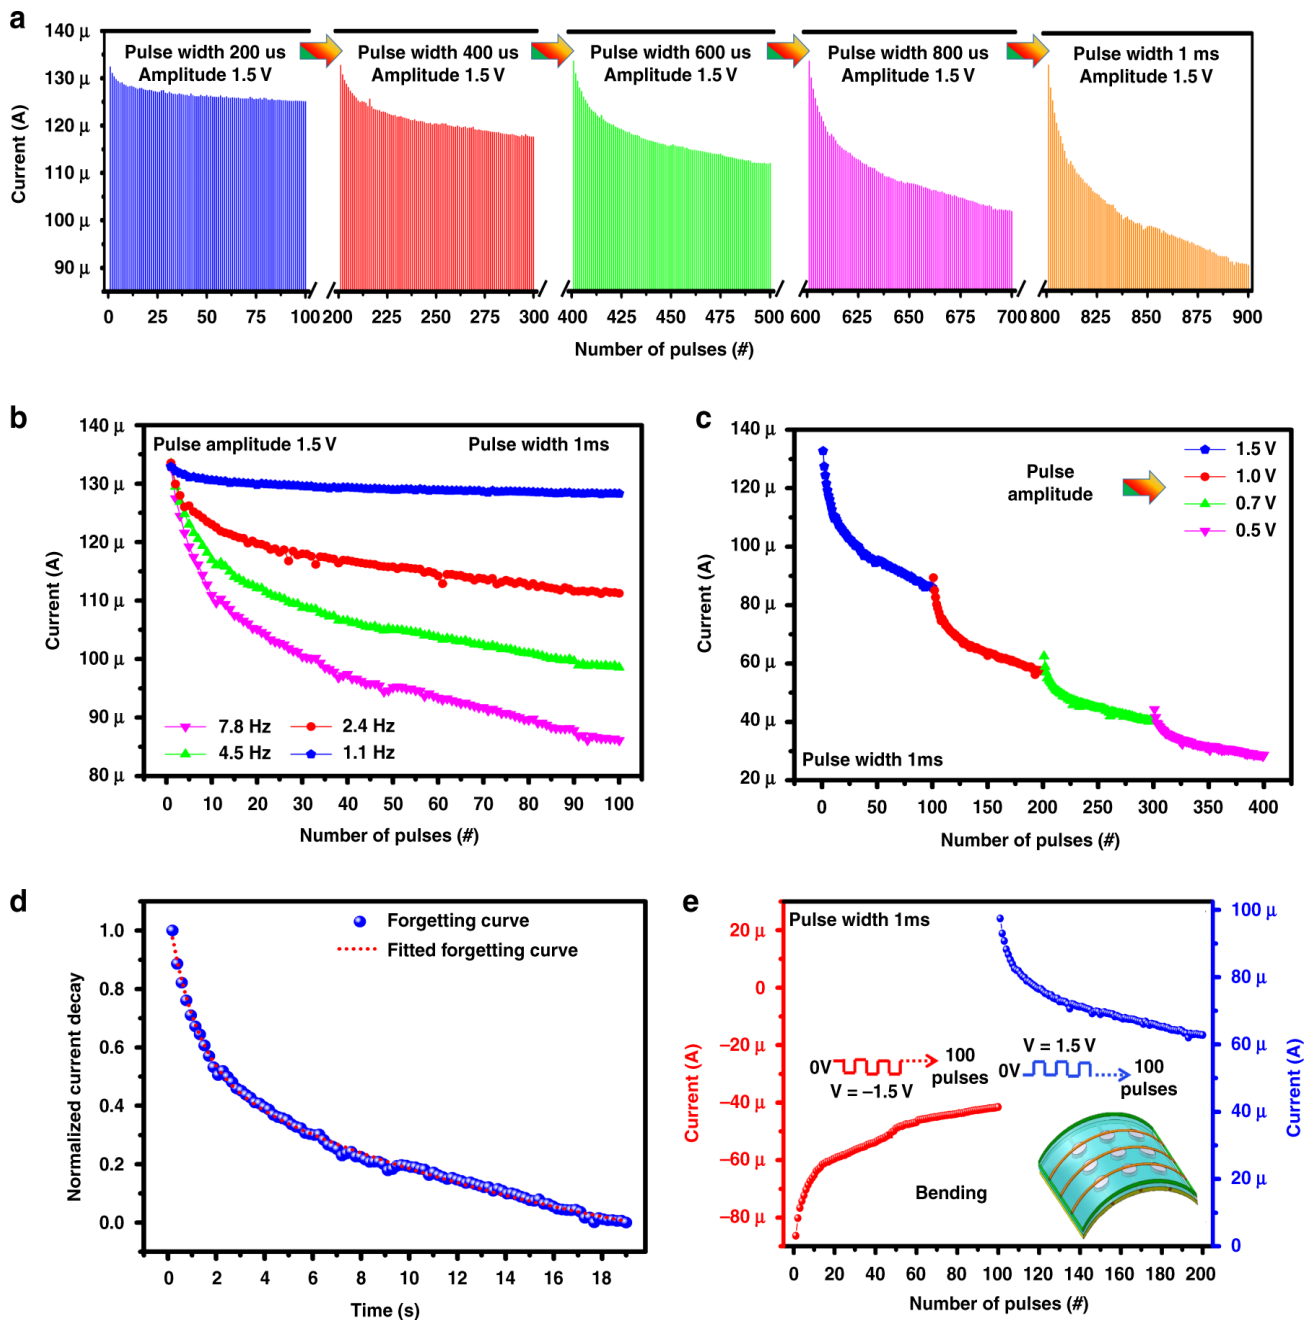 a
Pulse width 200 us
Amplitude 1.5 V
Pulse width 400 us
Amplitude 1.5 V
Pulse width 600 us
Amplitude 1.5 V
Pulse width 800 us
Amplitude 1.5 V
Pulse width 1 ms
Amplitude 1.5 V
140 μ
130 μ
120 μ
110 μ
100 μ
90 μ
Current (A)
0 25 50 75 100
200 225 250 275 300
400 425 450 475 500
600 625 650 675 700
800 825 850 875 900
Number of pulses (#)
b
Pulse amplitude 1.5 V
Pulse width 1ms
140 μ
130 μ
120 μ
110 μ
100 μ
90 μ
80 μ
Current (A)
7.8 Hz
2.4 Hz
4.5 Hz
1.1 Hz
0 10 20 30 40 50 60 70 80 90 100
Number of pulses (#)
c
140 μ
120 μ
100 μ
80 μ
60 μ
40 μ
20 μ
Current (A)
Pulse
amplitude
1.5 V
1.0 V
0.7 V
0.5 V
Pulse width 1ms
0 50 100 150 200 250 300 350 400
Number of pulses (#)
d
1.0
0.8
0.6
0.4
0.2
0.0
Normalized current decay
Forgetting curve
Fitted forgetting curve
0 2 4 6 8 10 12 14 16 18
Time (s)
e
Pulse width 1ms
20 μ
0
−20 μ
−40 μ
−60 μ
−80 μ
Current (A)
0V
V = −1.5 V
100
pulses
V = 1.5 V
0V
100
pulses
Bending
100 μ
80 μ
60 μ
40 μ
20 μ
0
Current (A)
0 20 40 60 80 100 120 140 160 180 200
Number of pulses (#)